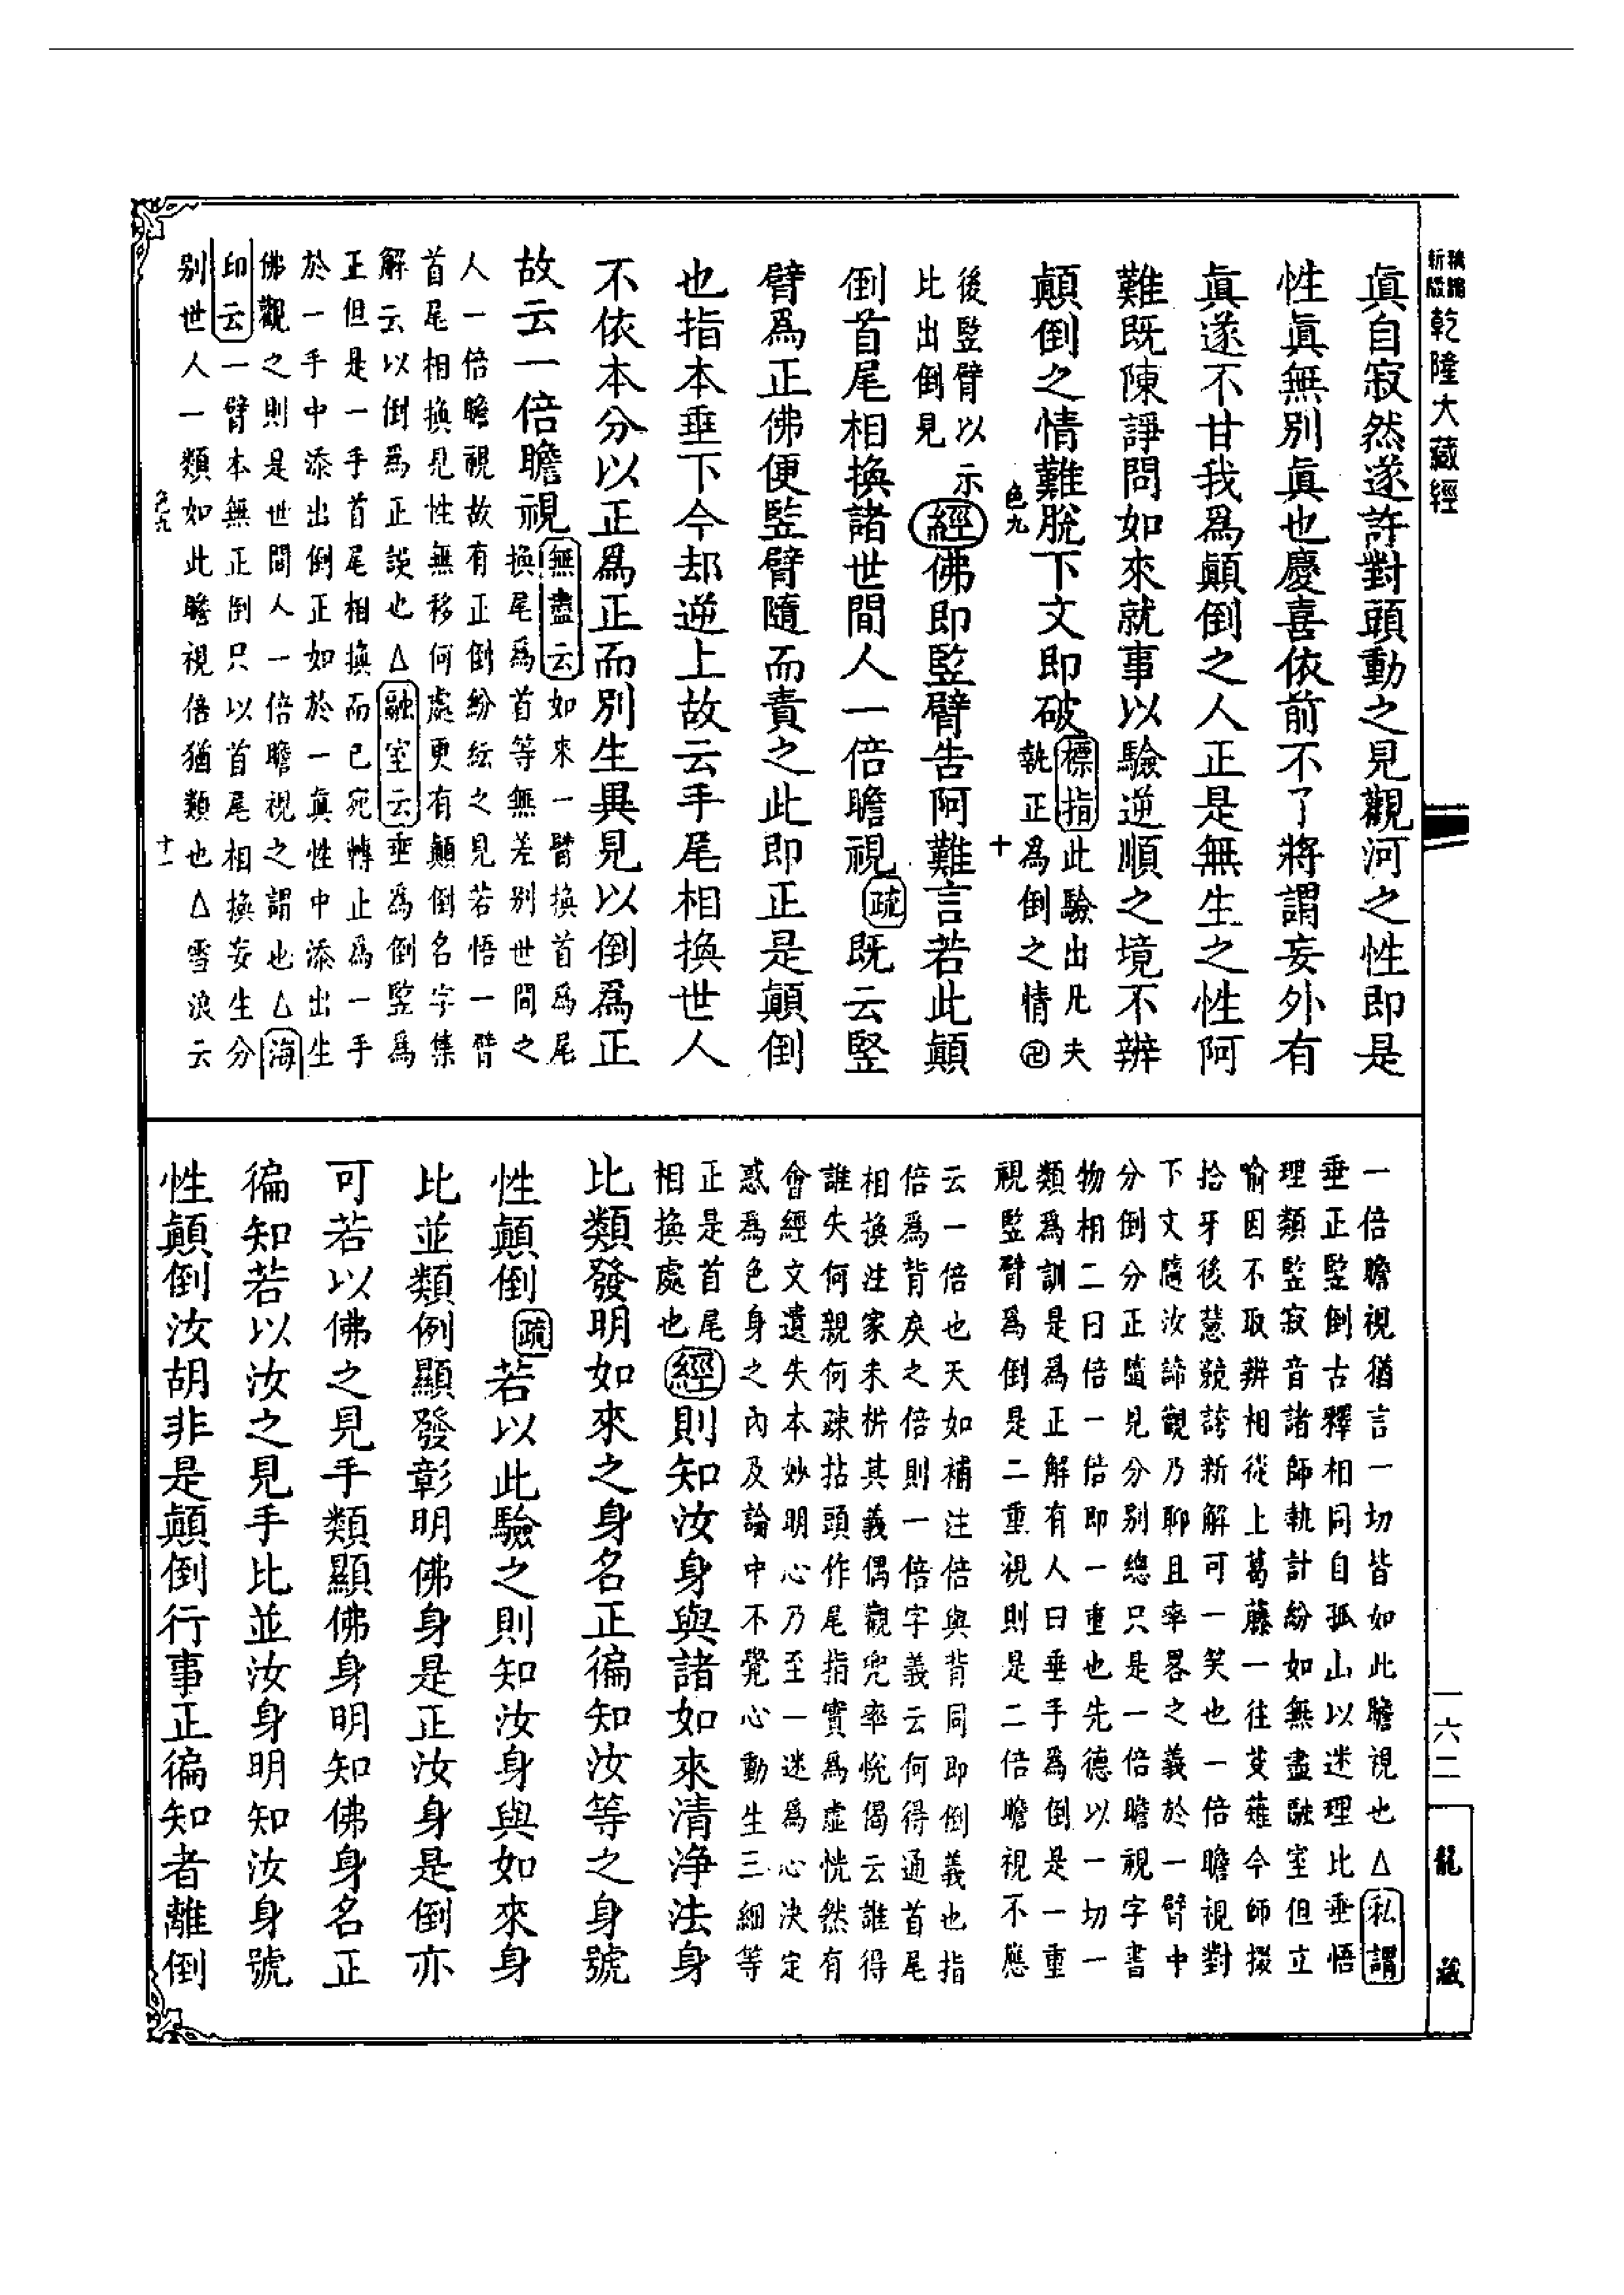 乾隆大藏經
眞自寂然遂許對頭動之見觀河之性即是
性眞無別眞也慶喜依前不了將謂妄外有
眞遂不甘我爲顚倒之人正是無生之性阿
難既陳諍問如來就事以驗逆順之境不辨
顚倒之情難脫下文即破
標指此驗出凡夫
執正爲倒之情卍
後竪臂以示
比出倒見
經佛即竪臂告阿難言若此顚
倒首尾相換諸世間人一倍瞻視疏既云竪
臂爲正佛便竪臂隨而責之此即正是顚倒
也指本垂下今却逆上故云手尾相換世人
不依本分以正爲正而別生異見以倒爲正
故云一倍瞻視
無盡云如來一臂換首爲尾
換尾爲首等無差別世間之
人一倍瞻視故有正倒紛紜之見若悟一臂
首尾相換見性無移何處更有顚倒名字集
解云以倒爲正誤也△融室云垂爲倒竪爲
正但是一手首尾相換而已宛轉止爲一手
於一手中添出倒正如於一眞性中添出生
佛觀之則是世間人一倍瞻視之謂也△海
印云一臂本無正倒只以首尾相換妄生分
别世人一類如此瞻視倍猶類也△雪浪云
色九
十
色九
十一
一倍瞻視猶言一切皆如此瞻視也△私謂
垂正竪倒古釋相同自孤山以迷理比垂悟
理類竪寂音諸師執計紛如無盡融室但立
喻因不取辨相從上葛藤一往芟薙今師掇
拾牙後慧競誇新解可一笑也一倍瞻視對
下文隨汝諦觀乃聊且率畧之義於一臂中
分倒分正隨見分別總只是一倍瞻視字書
物相二曰倍一倍即一重也先德以一切一
類爲訓是爲正解有人曰垂手爲倒是一重
視竪臂爲倒是二重視則是二倍瞻視不應
云一倍也天如補注倍與背同即倒義也指
倍爲背戾之倍則一倍字義云何得通首尾
相換注家未析其義偶觀兜率悅偈云誰得
誰失何親何疎拈頭作尾指實爲虛恍然有
會經文遺失本妙明心乃至一迷爲心決定
惑爲色身之內及論中不覺心動生三細等
正是首尾
相換處也
經則知汝身與諸如來清淨法身
比類發明如來之身名正徧知汝等之身號
性顚倒疏若以此驗之則知汝身與如來身
比並類例顯發彰明佛身是正汝身是倒亦
可若以佛之見手類顯佛身明知佛身名正
徧知若以汝之見手比並汝身明知汝身號
性顚倒汝胡非是顚倒行事正徧知者離倒
一六二
龍藏